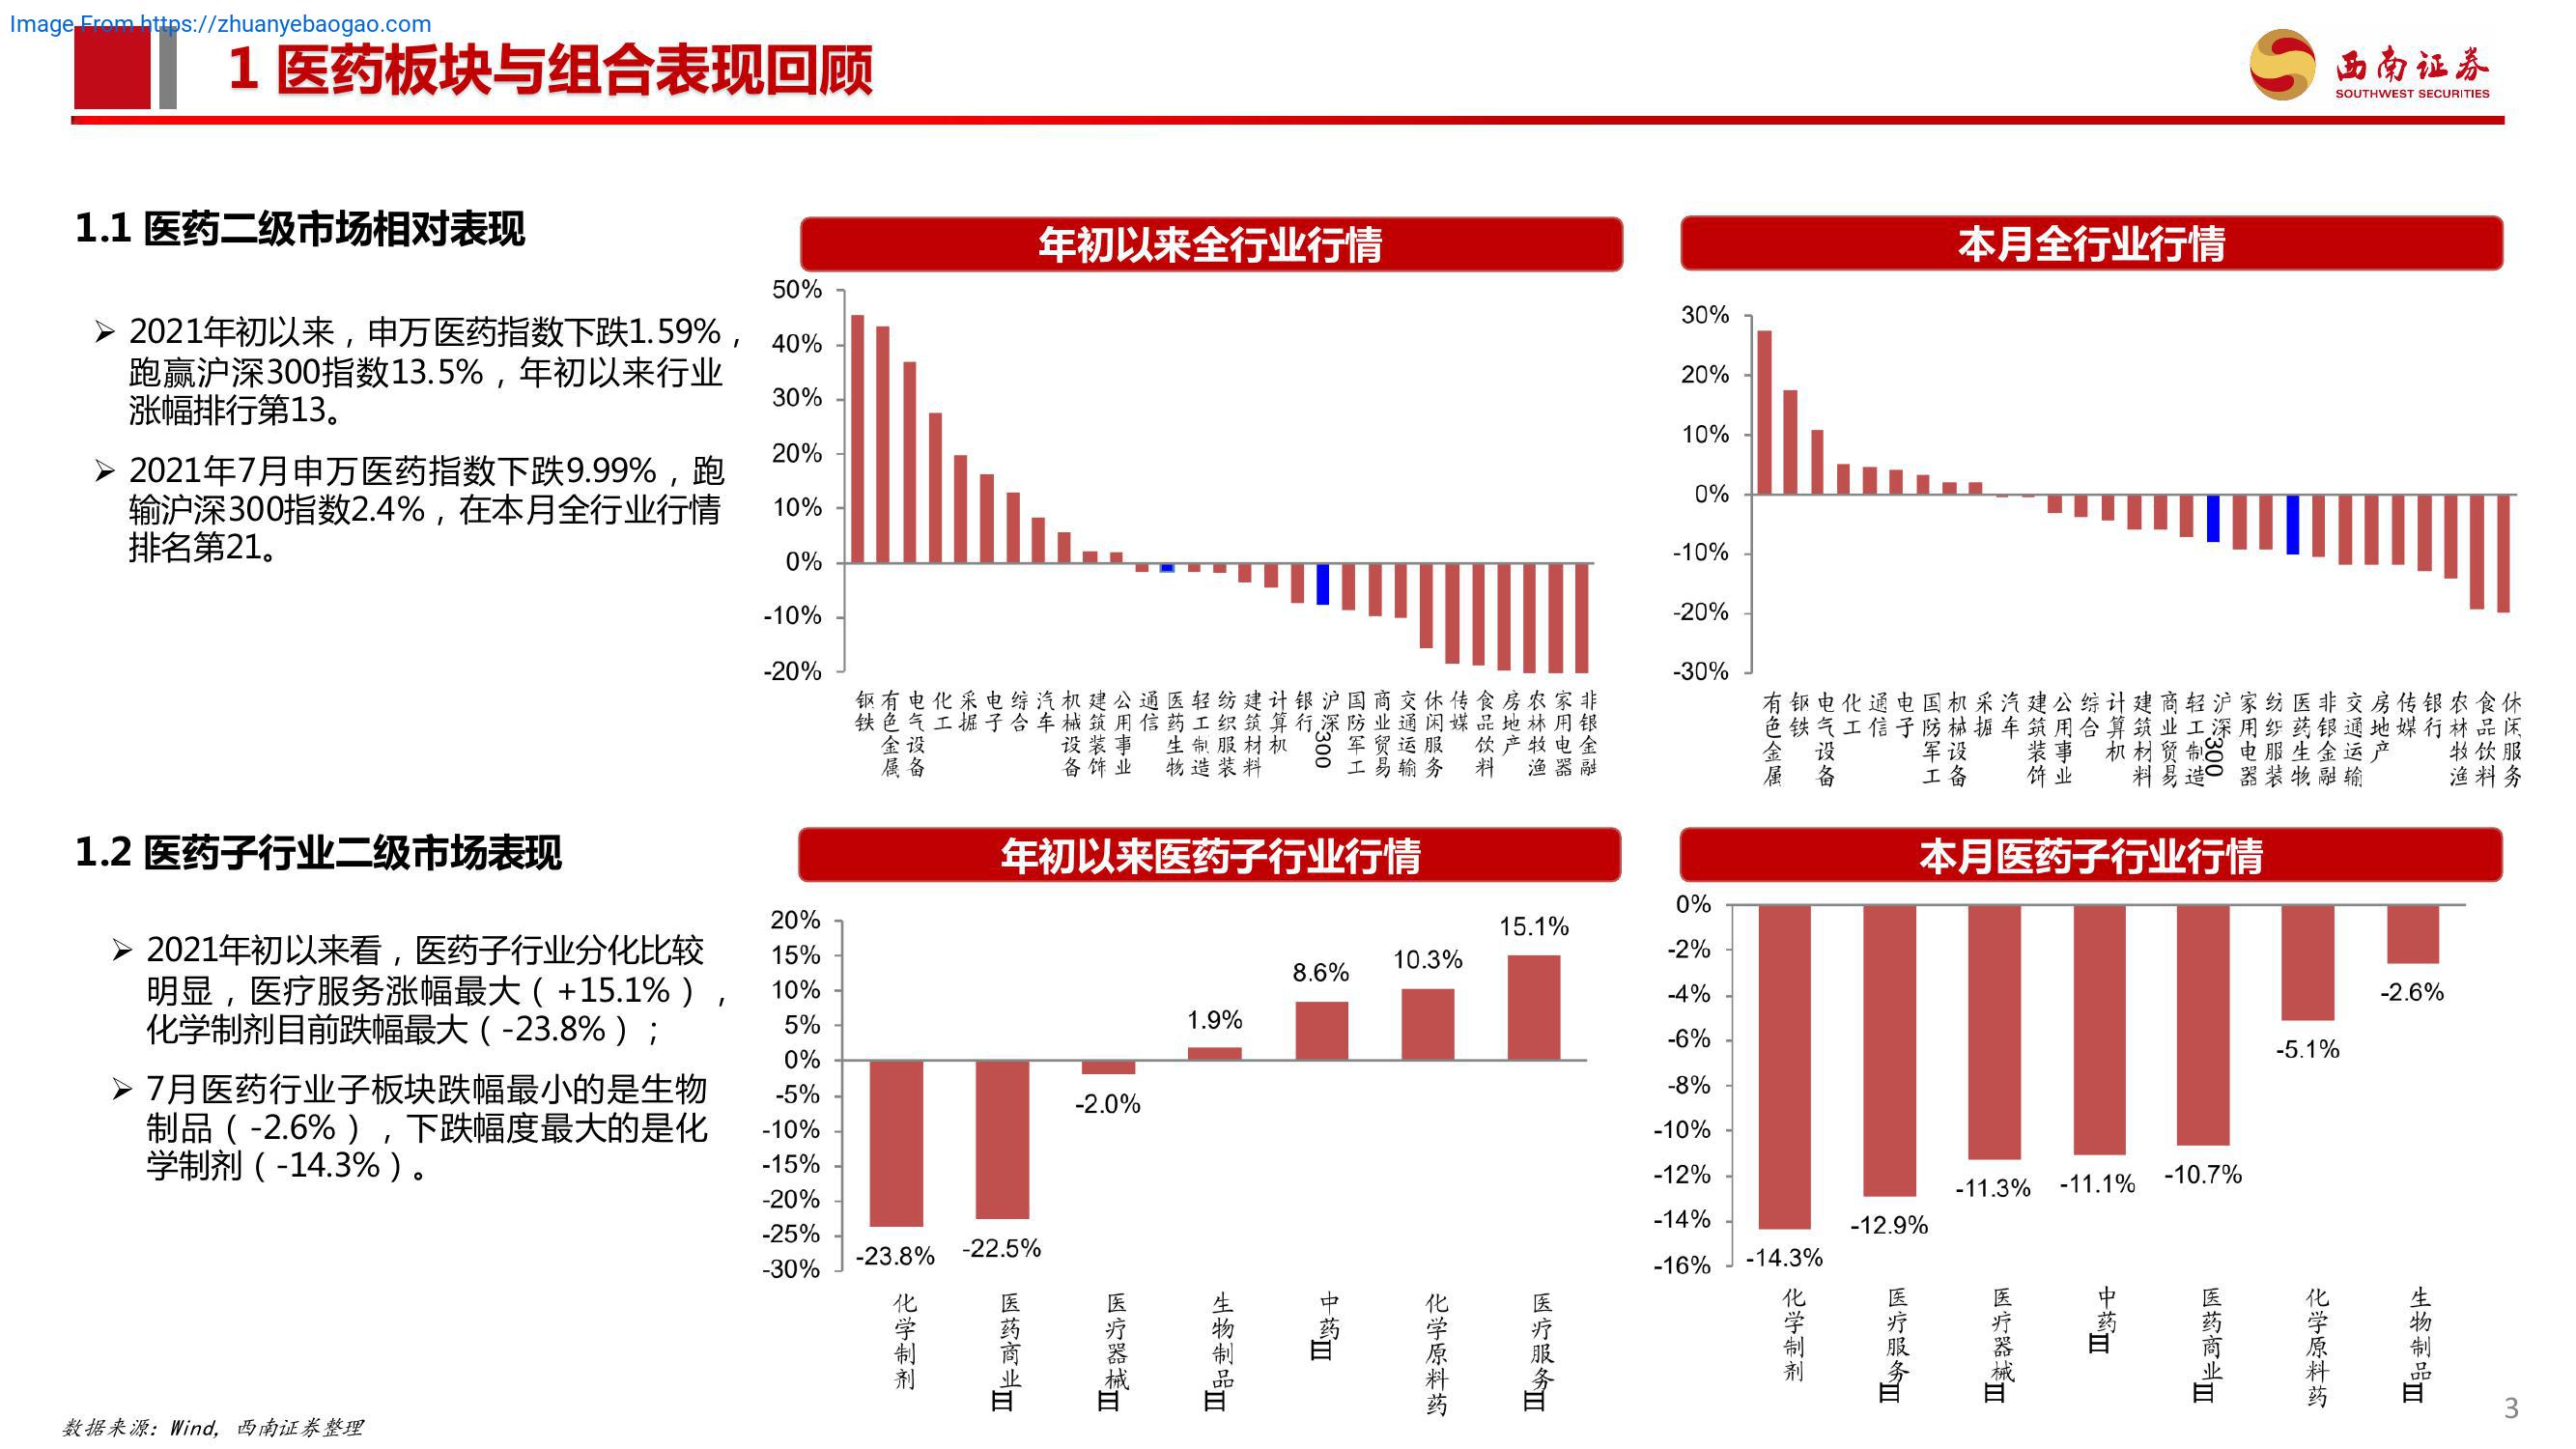 Image From https://zhuanyebaogao.com
1 医药板块与组合表现回顾
西南证券
SOUTHWEST SECURITIES
1.1 医药二级市场相对表现
2021年初以来，申万医药指数下跌1.59%，
跑赢沪深300指数13.5%，年初以来行业
涨幅排行第13。
2021年7月申万医药指数下跌9.99%，跑
输沪深300指数2.4%，在本月全行业行情
排名第21。
年初以来全行业行情
50%
40%
30%
20%
10%
0%
-10%
-20%
钢铁
有色金属
电气设备
化工
采掘
电子
综合
汽车
机械设备
建筑装饰
公用事业
通信
医药生物
轻工制造
纺织服装
建筑材料
计算机
银行
沪深300
国防军工
商业贸易
交通运输
休闲服务
传媒
食品饮料
房地产
农林牧渔
家用电器
非银金融
本月全行业行情
30%
20%
10%
0%
-10%
-20%
-30%
有色金属
钢铁
电气设备
化工
通信
电子
国防军工
机械设备
采掘
汽车
建筑装饰
公用事业
综合
计算机
建筑材料
商业贸易
轻工制造
沪深300
家用电器
纺织服装
医药生物
非银金融
交通运输
房地产
传媒
银行
农林牧渔
食品饮料
休闲服务
1.2 医药子行业二级市场表现
2021年初以来看，医药子行业分化比较
明显，医疗服务涨幅最大（+15.1%），
化学制剂目前跌幅最大（-23.8%）；
7月医药行业子板块跌幅最小的是生物
制品（-2.6%），下跌幅度最大的是化
学制剂（-14.3%）。
年初以来医药子行业行情
20%
15%
10%
5%
0%
-5%
-10%
-15%
-20%
-25%
-30%
-23.8%
-22.5%
-2.0%
1.9%
8.6%
10.3%
15.1%
化学制剂
医药商业
医疗器械
生物制品
中药
化学原料药
医疗服务
本月医药子行业行情
0%
-2%
-4%
-6%
-8%
-10%
-12%
-14%
-16%
-14.3%
-12.9%
-11.3%
-11.1%
-10.7%
-5.1%
-2.6%
化学制剂
医疗服务
医疗器械
中药
医药商业
化学原料药
生物制品
数据来源：Wind, 西南证券整理
3